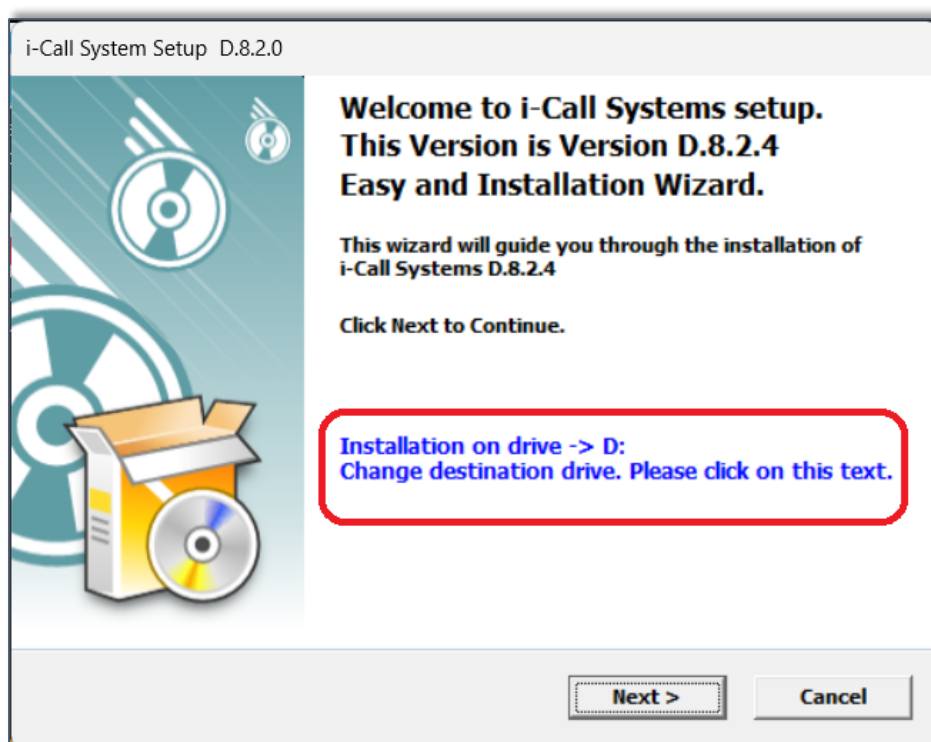 i-Call System Setup  D.8.2.0
Welcome to i-Call Systems setup.
This Version is Version D.8.2.4
Easy and Installation Wizard.
This wizard will guide you through the installation of
i-Call Systems D.8.2.4
Click Next to Continue.
Installation on drive -> D:
Change destination drive. Please click on this text.
Next >
Cancel